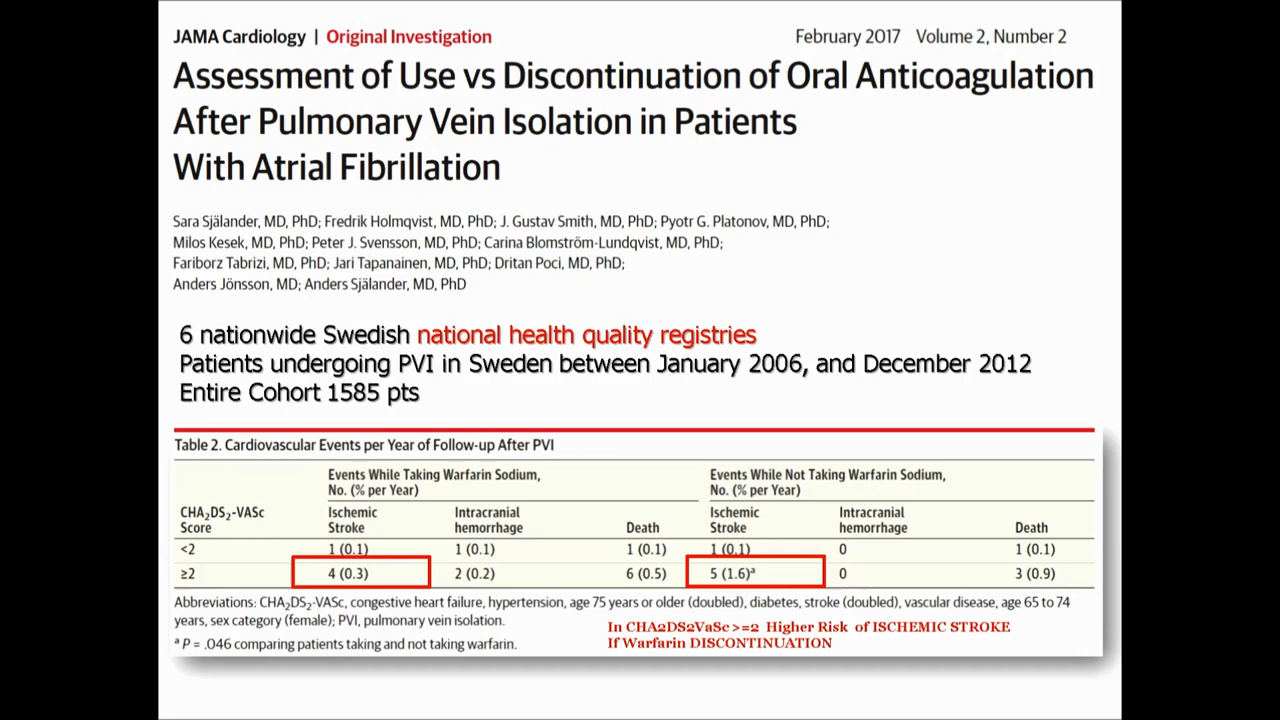 JAMA Cardiology | Original Investigation
February 2017 Volume 2, Number 2
Assessment of Use vs Discontinuation of Oral Anticoagulation
After Pulmonary Vein Isolation in Patients
With Atrial Fibrillation
Sara Själander, MD, PhD; Fredrik Holmqvist, MD, PhD; J. Gustav Smith, MD, PhD; Pyotr G. Platonov, MD, PhD;
Milos Kesek, MD, PhD; Peter J. Svensson, MD, PhD; Carina Blomström-Lundqvist, MD, PhD;
Fariborz Tabrizi, MD, PhD; Jari Tapanainen, MD, PhD; Dritan Poci, MD, PhD;
Anders Jönsson, MD; Anders Själander, MD, PhD
6 nationwide Swedish national health quality registries
Patients undergoing PVI in Sweden between January 2006, and December 2012
Entire Cohort 1585 pts
Table 2. Cardiovascular Events per Year of Follow-up After PVI
Events While Taking Warfarin Sodium,
No. (% per Year)
Events While Not Taking Warfarin Sodium,
No. (% per Year)
CHA₂DS₂-VASc
Score
Ischemic
Stroke
Intracranial
hemorrhage
Death
Ischemic
Stroke
Intracranial
hemorrhage
Death
<2 1 (0.1) 1 (0.1) 1 (0.1) 1 (0.1) 0 1 (0.1)
≥2 4 (0.3) 2 (0.2) 6 (0.5) 5 (1.6)ᵃ 0 3 (0.9)
Abbreviations: CHA₂DS₂-VASc, congestive heart failure, hypertension, age 75 years or older (doubled), diabetes, stroke (doubled), vascular disease, age 65 to 74
years, sex category (female); PVI, pulmonary vein isolation.
ᵃ P = .046 comparing patients taking and not taking warfarin.
In CHA2DS2VaSc >=2 Higher Risk of ISCHEMIC STROKE
If Warfarin DISCONTINUATION